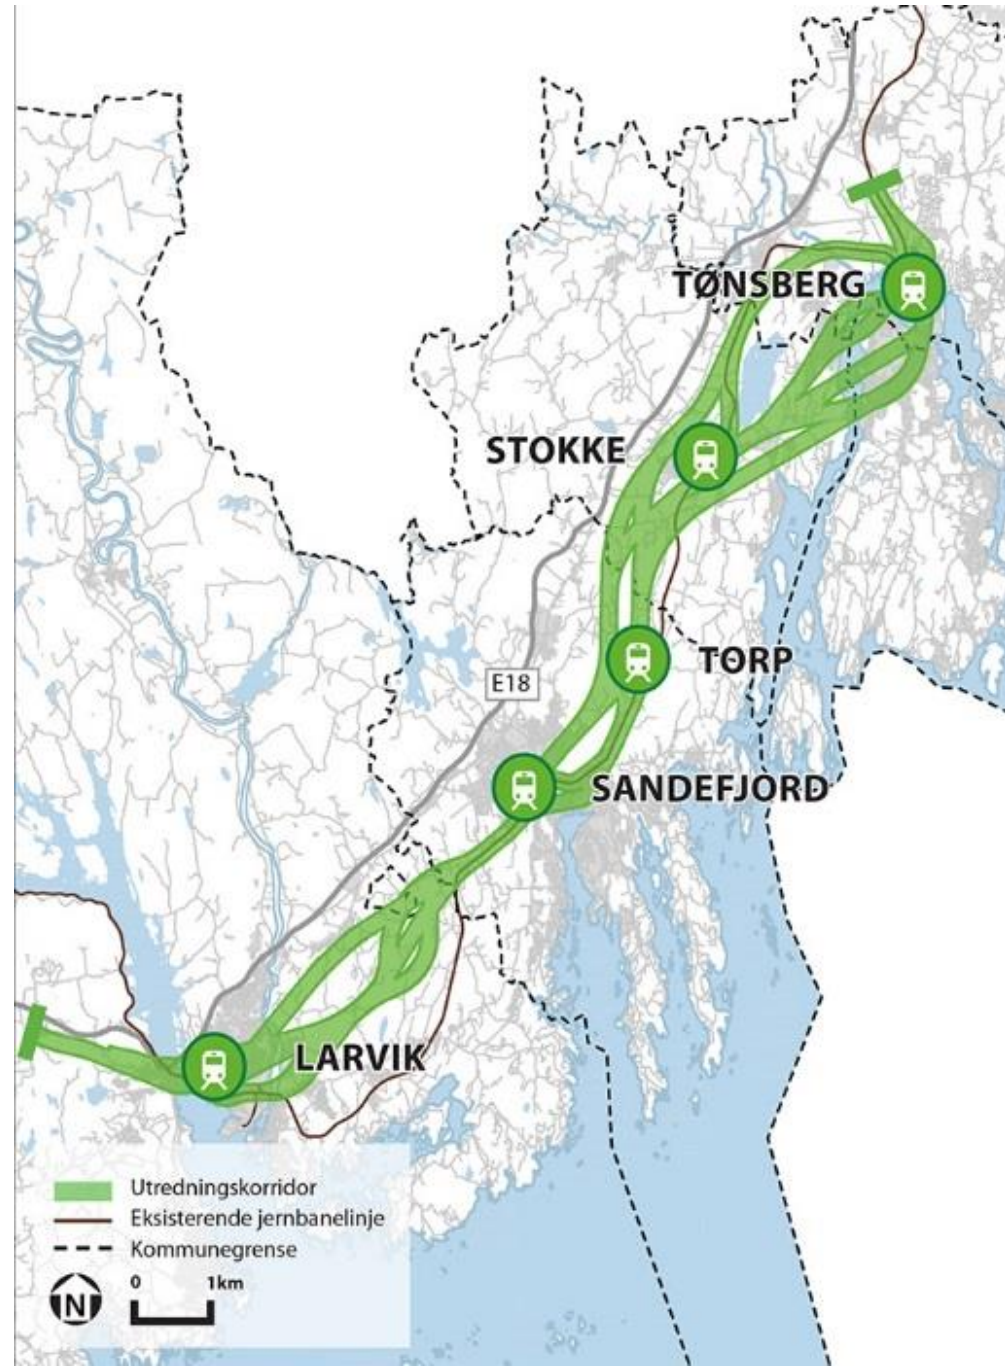 TØNSBERG
STOKKE
TORP
E18
SANDEFJORD
LARVIK
Utredningskorridor
Eksisterende jernbanelinje
Kommunegrense
N
0 1km